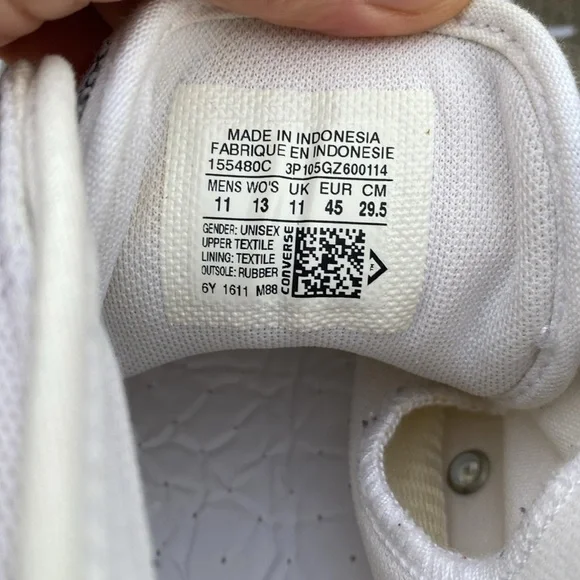 MADE IN INDONESIA
FABRIQUE EN INDONESIE
155480C 3P105GZ600114
MENS WO'S UK EUR CM
11 13 11 45 29.5
GENDER: UNISEX
UPPER TEXTILE
LINING: TEXTILE
OUTSOLE: RUBBER
6Y 1611 M88
CONVERSE